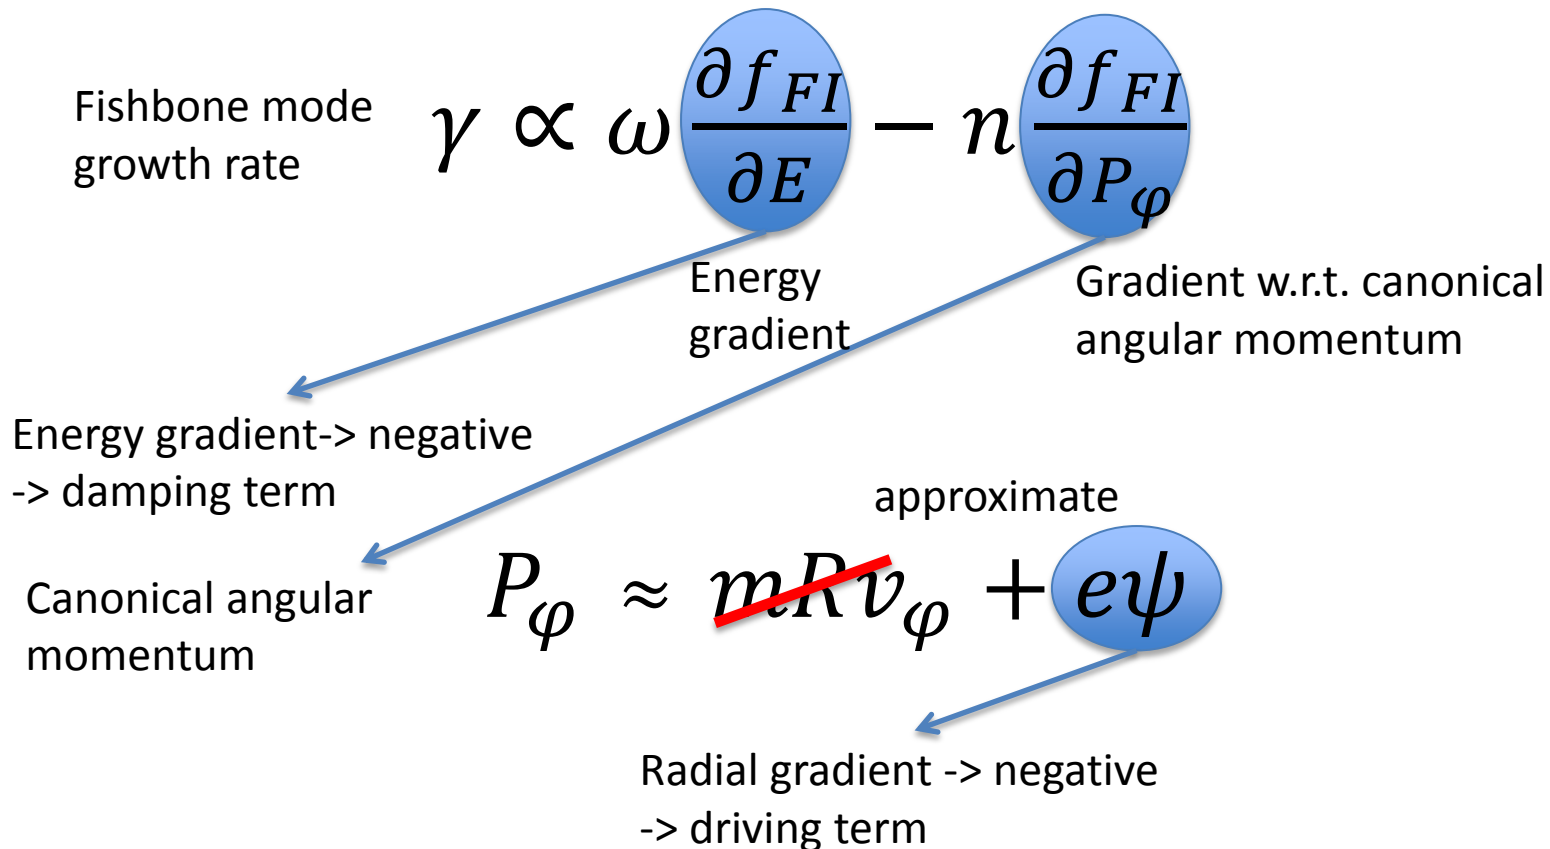 Fishbone mode
growth rate
γ ∝ ω ∂f_FI/∂E − n ∂f_FI/∂P_φ
Energy
gradient
Gradient w.r.t. canonical
angular momentum
Energy gradient-> negative
-> damping term
approximate
Canonical angular
momentum
P_φ ≈ mRv_φ + eψ
Radial gradient -> negative
-> driving term